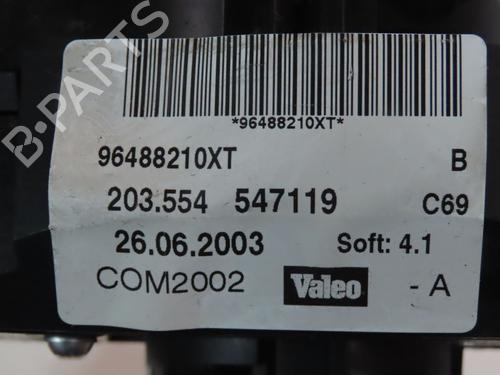 *96488210XT*
96488210XT B
203.554 547119 C69
26.06.2003 Soft: 4.1
COM2002 Valeo - A
B-PARTS